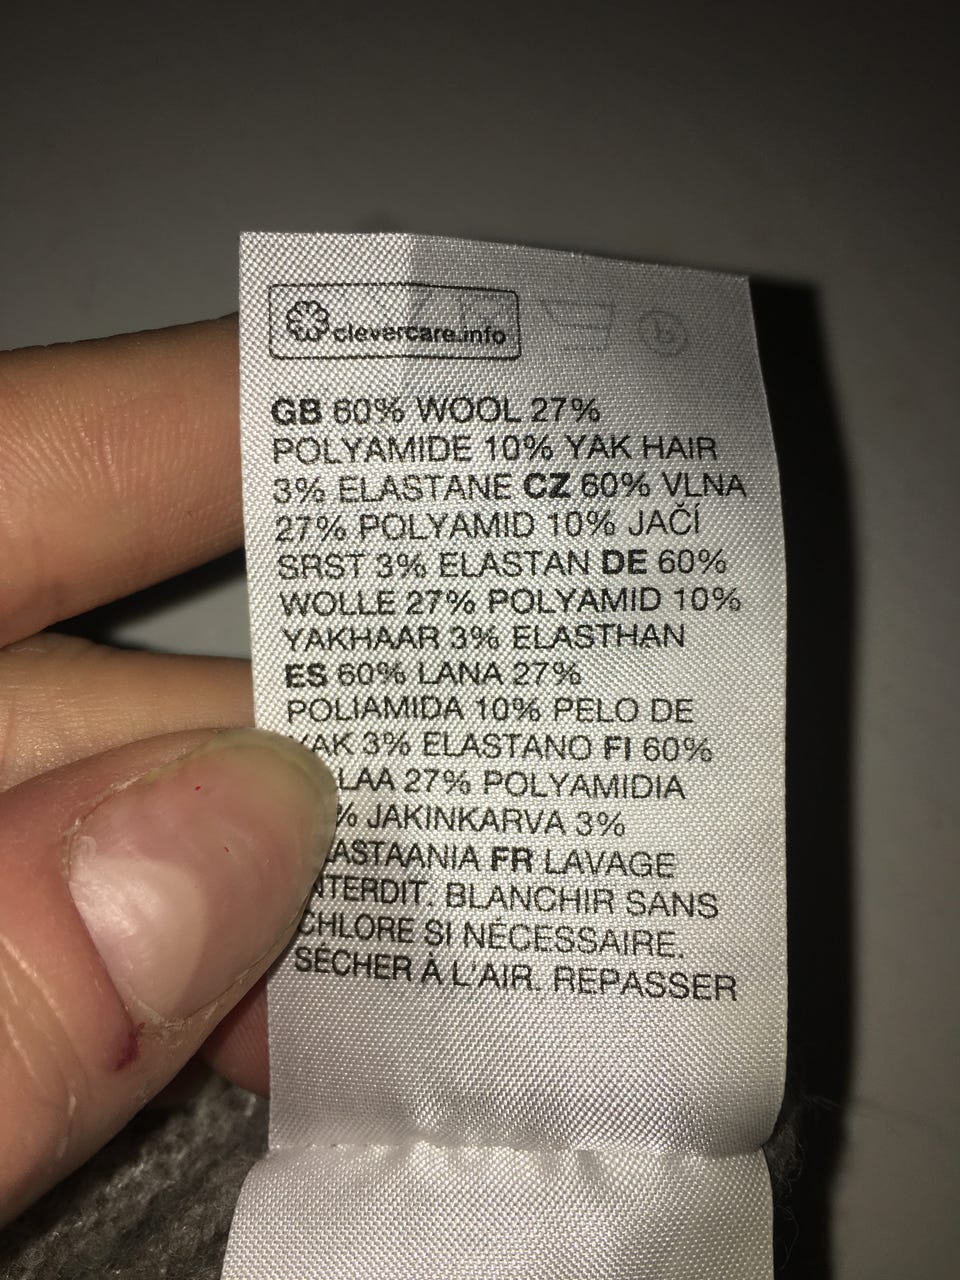 clevercare.info
GB 60% WOOL 27%
POLYAMIDE 10% YAK HAIR
3% ELASTANE CZ 60% VLNA
27% POLYAMID 10% JAČÍ
SRST 3% ELASTAN DE 60%
WOLLE 27% POLYAMID 10%
YAKHAAR 3% ELASTHAN
ES 60% LANA 27%
POLIAMIDA 10% PELO DE
YAK 3% ELASTANO FI 60%
27% POLYAMIDIA
% JAKINKARVA 3%
FR LAVAGE
INTERDIT. BLANCHIR SANS
CHLORE SI NÉCESSAIRE.
SÉCHER À L'AIR. REPASSER